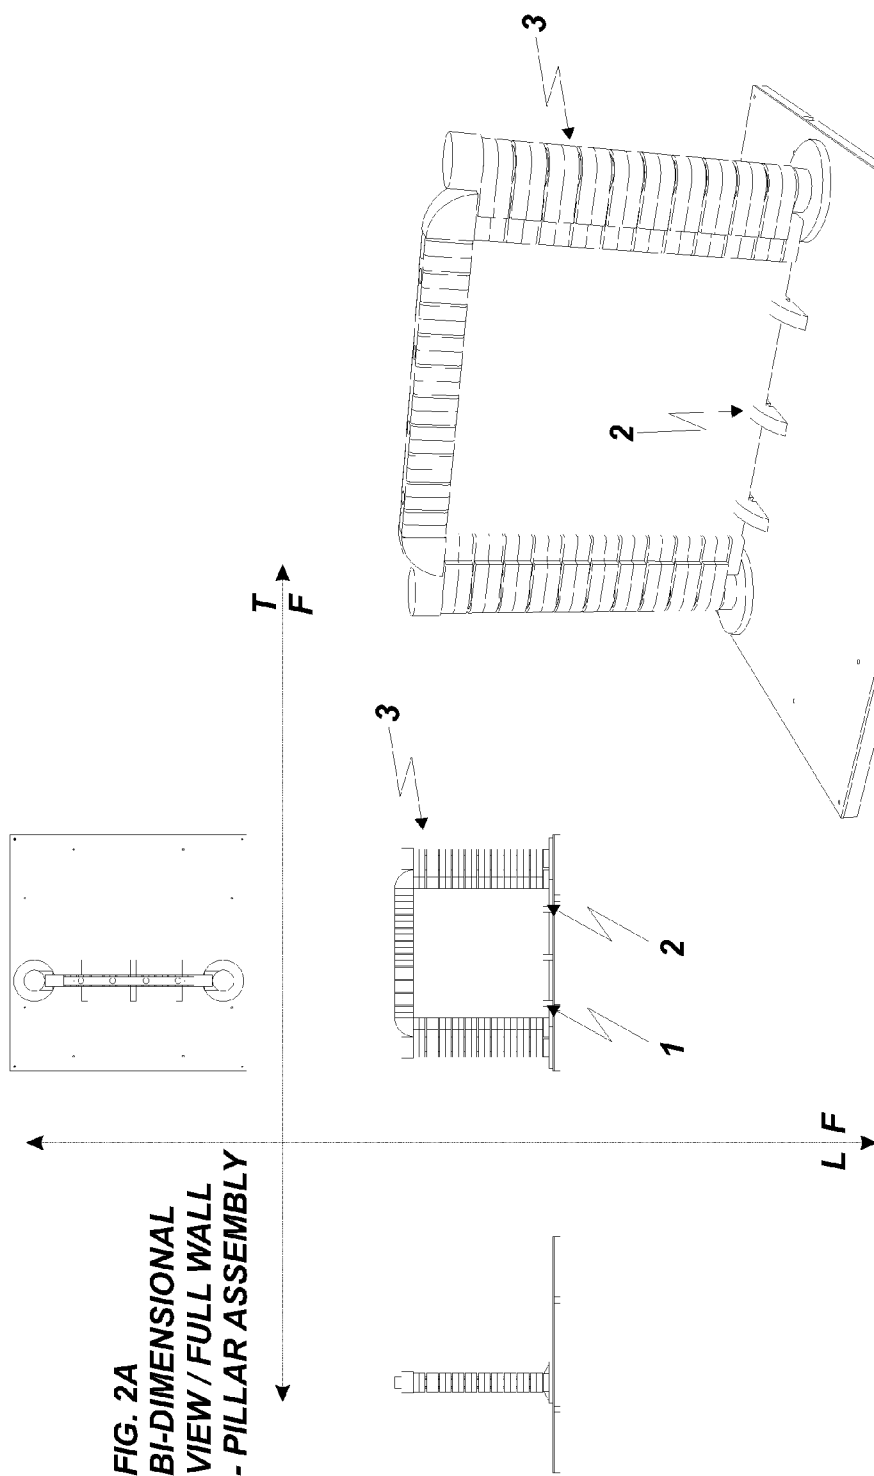 FIG. 2A
BI-DIMENSIONAL
VIEW / FULL WALL
- PILLAR ASSEMBLY
T
F
L F
3
1
2
3
2